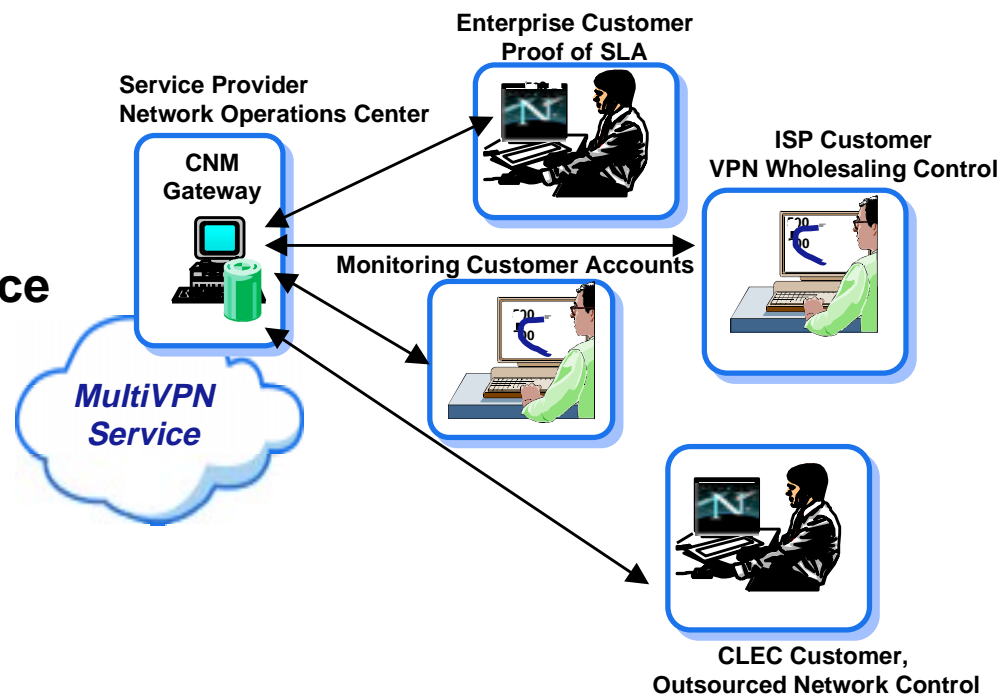 Enterprise Customer
Proof of SLA
Service Provider
Network Operations Center
CNM
Gateway
ISP Customer
VPN Wholesaling Control
Monitoring Customer Accounts
ce
MultiVPN
Service
N
N
CLEC Customer,
Outsourced Network Control